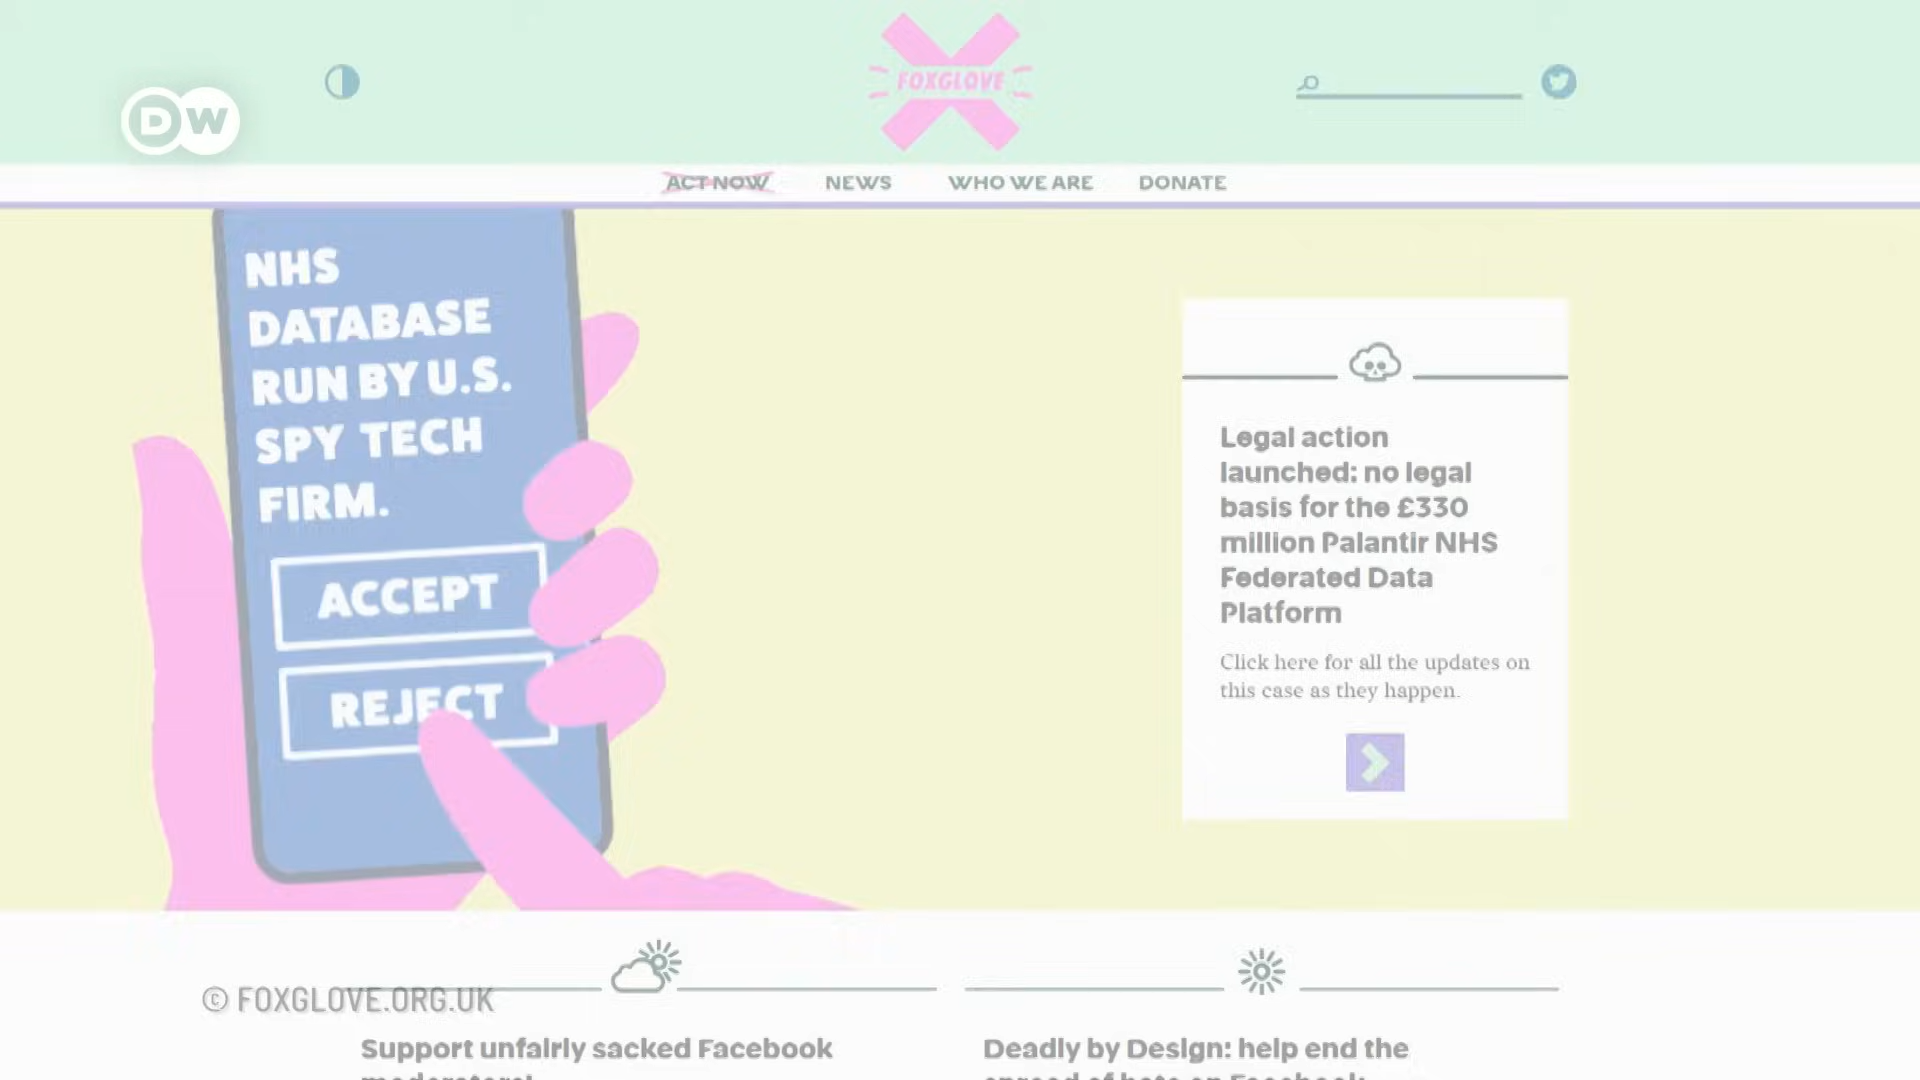 FOXGLOVE
DW
ACT NOW NEWS WHO WE ARE DONATE
NHS
DATABASE
RUN BY U.S.
SPY TECH
FIRM.
ACCEPT
REJECT
Legal action
launched: no legal
basis for the £330
million Palantir NHS
Federated Data
Platform
Click here for all the updates on
this case as they happen.
© FOXGLOVE.ORG.UK
Support unfairly sacked Facebook
Deadly by Design: help end the